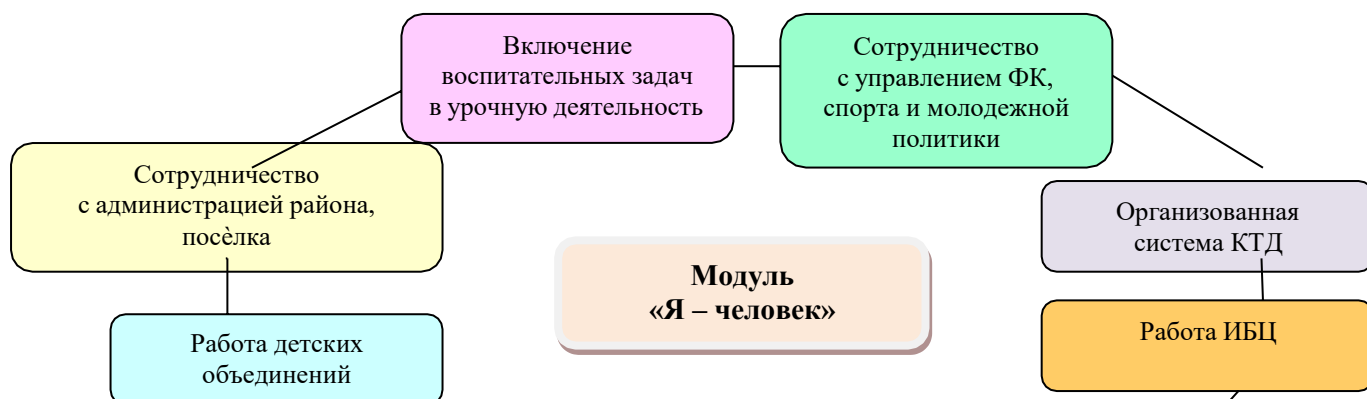 Включение
воспитательных задач
в урочную деятельность
Сотрудничество
с управлением ФК,
спорта и молодежной
политики
Сотрудничество
с администрацией района,
посѐлка
Организованная
система КТД
Модуль
«Я – человек»
Работа детских
объединений
Работа ИБЦ